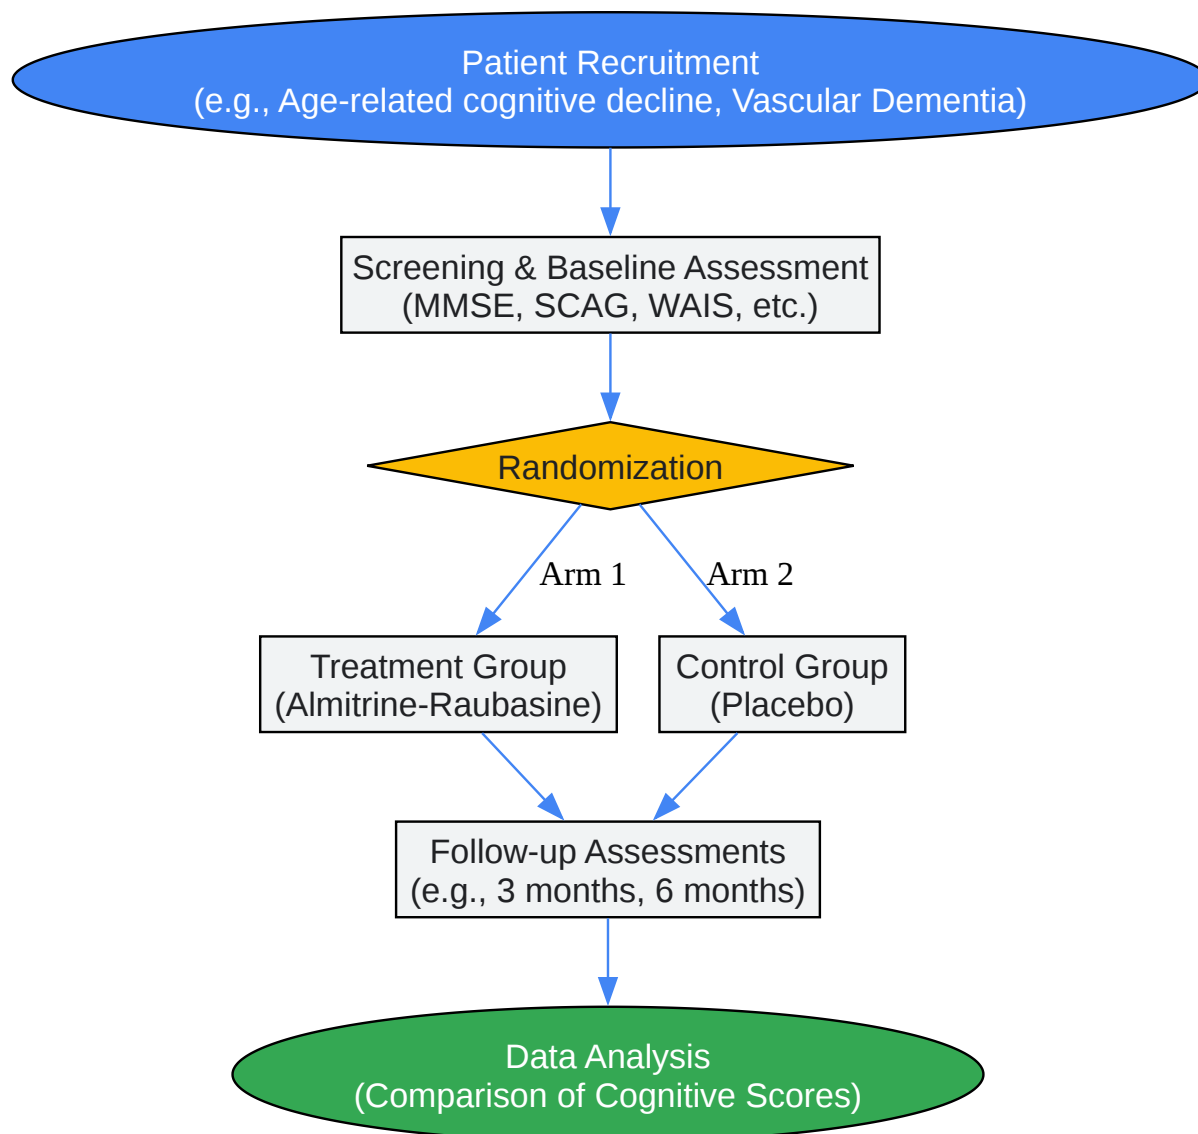 Patient Recruitment
(e.g., Age-related cognitive decline, Vascular Dementia)
Screening & Baseline Assessment
(MMSE, SCAG, WAIS, etc.)
Randomization
Arm 1
Arm 2
Treatment Group
(Almitrine-Raubasine)
Control Group
(Placebo)
Follow-up Assessments
(e.g., 3 months, 6 months)
Data Analysis
(Comparison of Cognitive Scores)